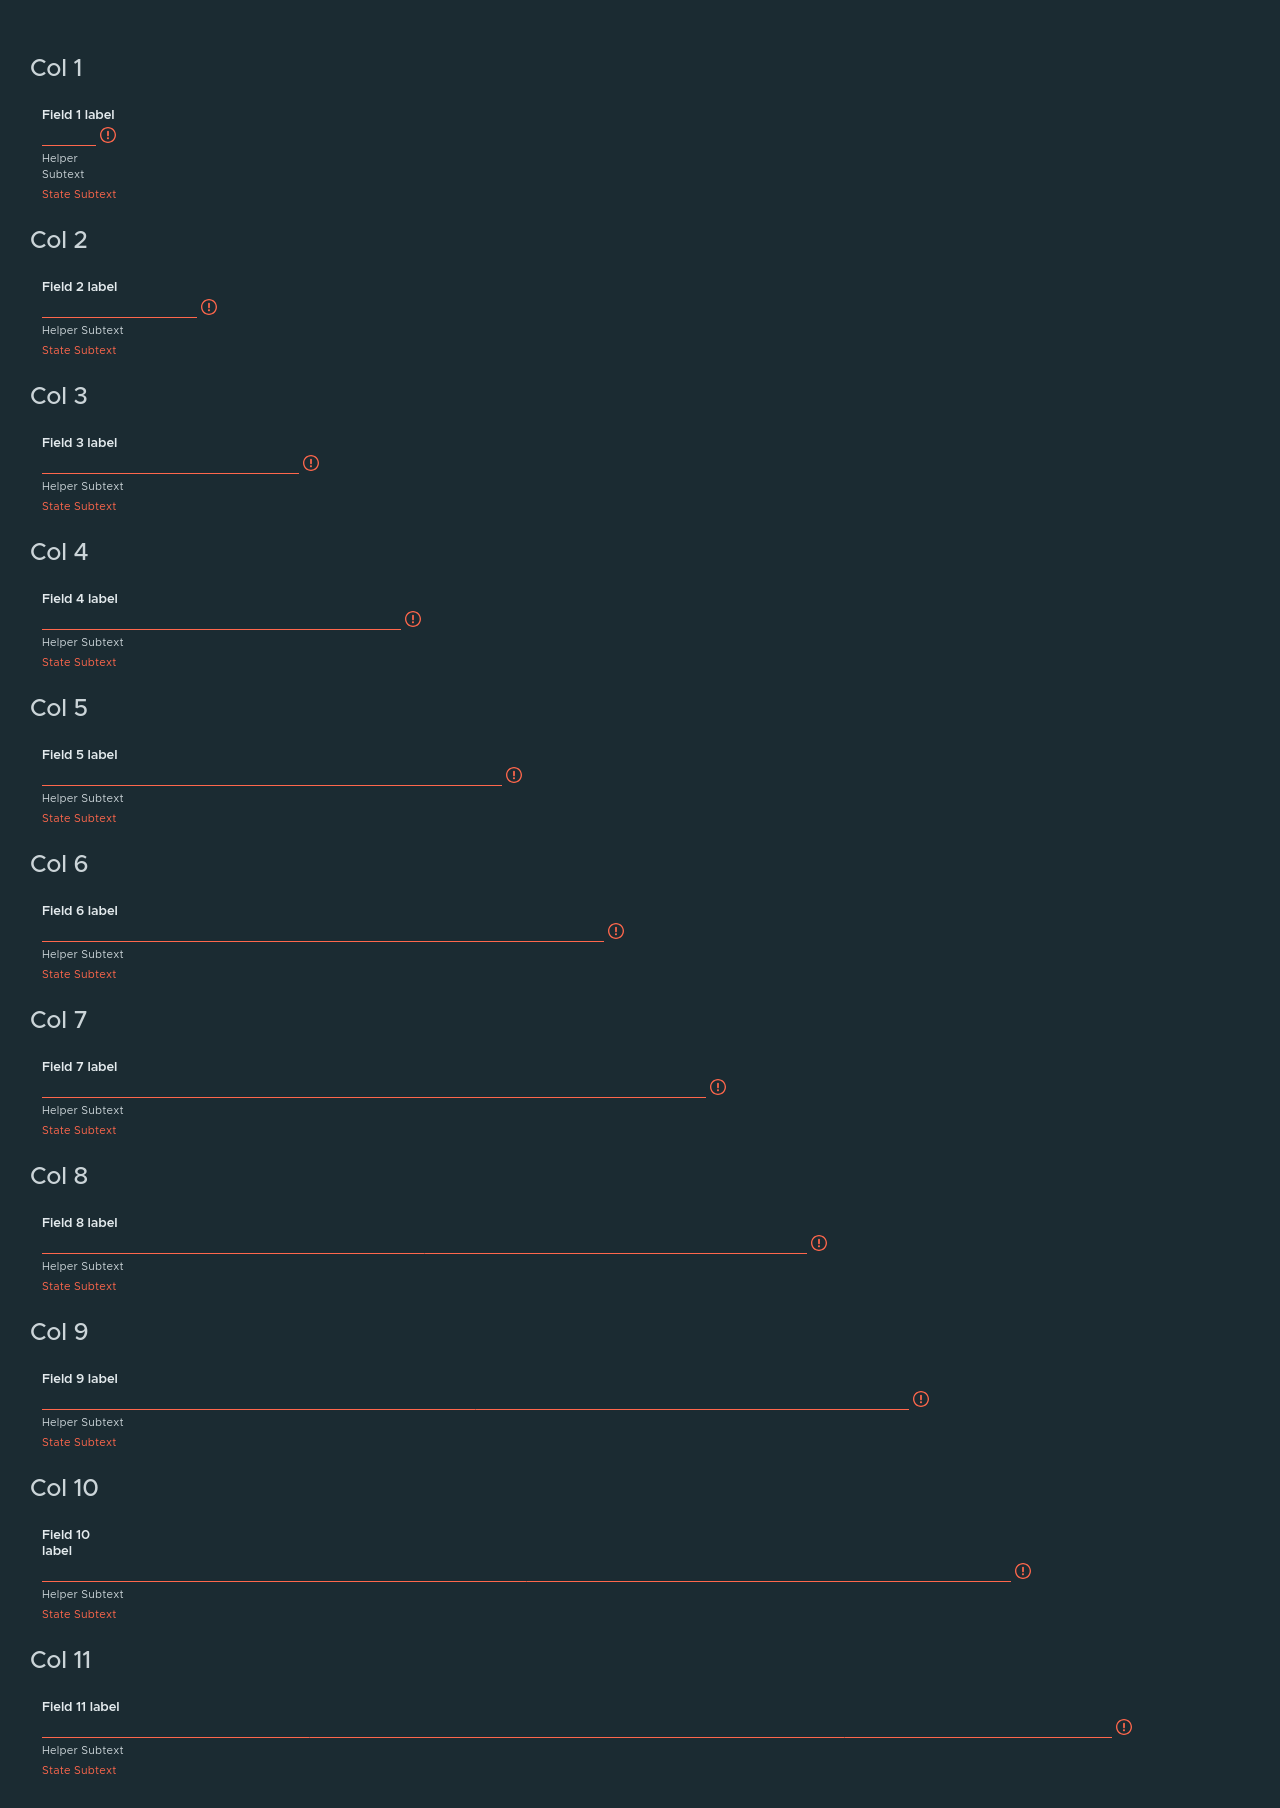 Col 1
Field 1 label
Helper
Subtext
State Subtext
Col 2
Field 2 label
Helper Subtext
State Subtext
Col 3
Field 3 label
Helper Subtext
State Subtext
Col 4
Field 4 label
Helper Subtext
State Subtext
Col 5
Field 5 label
Helper Subtext
State Subtext
Col 6
Field 6 label
Helper Subtext
State Subtext
Col 7
Field 7 label
Helper Subtext
State Subtext
Col 8
Field 8 label
Helper Subtext
State Subtext
Col 9
Field 9 label
Helper Subtext
State Subtext
Col 10
Field 10
label
Helper Subtext
State Subtext
Col 11
Field 11 label
Helper Subtext
State Subtext